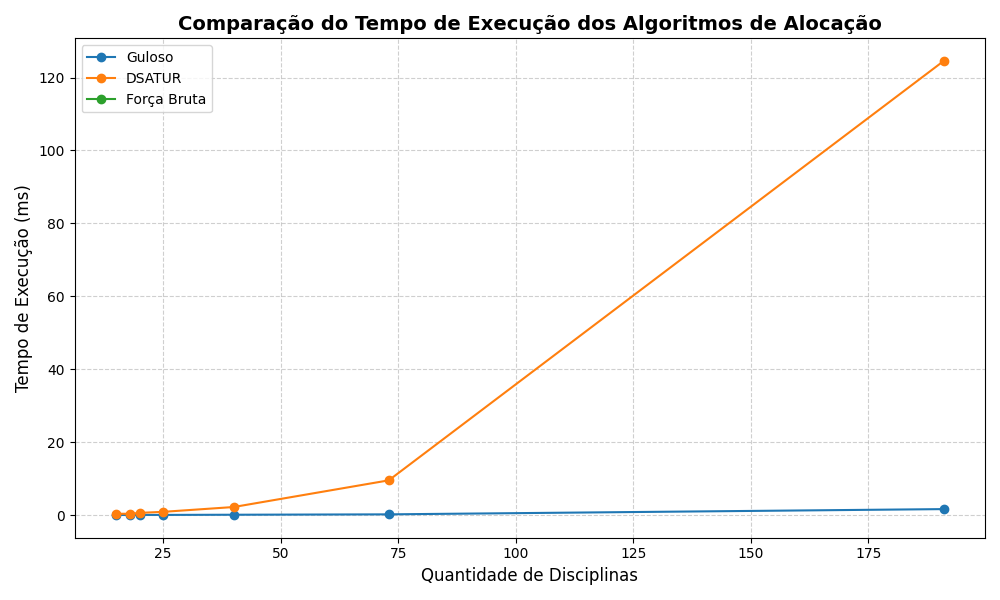 Comparação do Tempo de Execução dos Algoritmos de Alocação
Guloso
DSATUR
Força Bruta
120
100
80
60
40
20
0
Tempo de Execução (ms)
25 50 75 100 125 150 175
Quantidade de Disciplinas